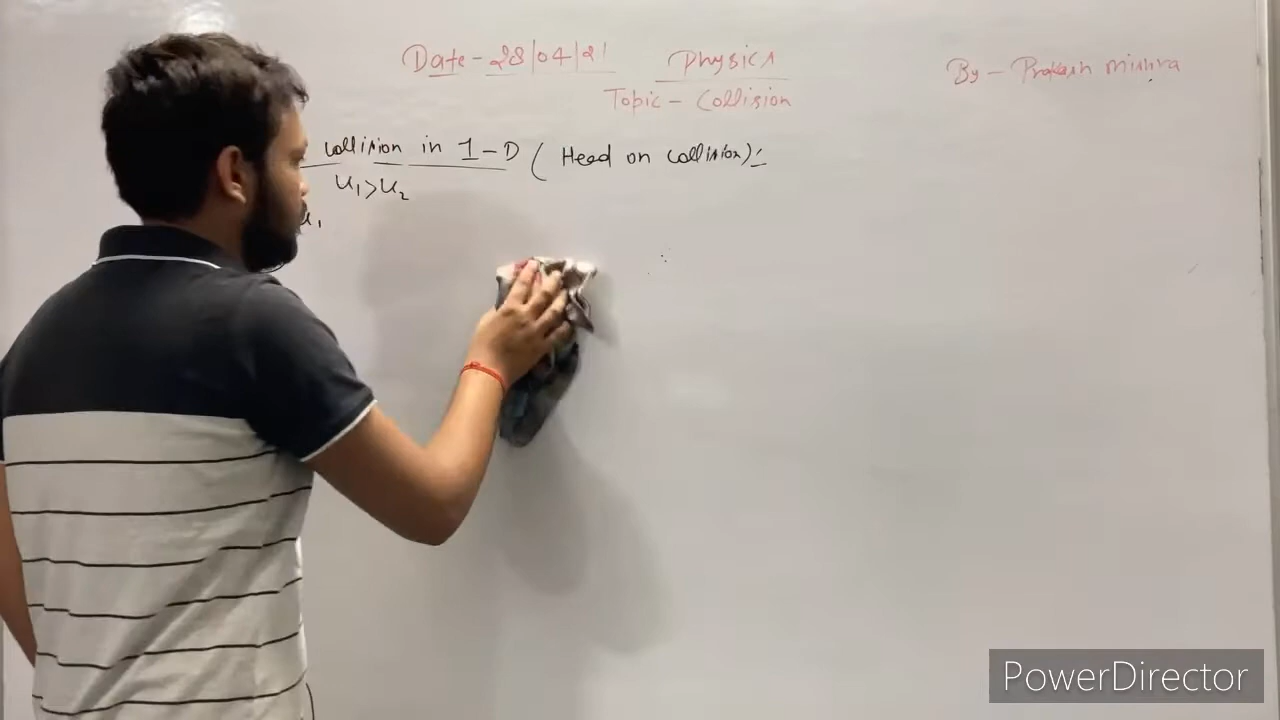 Date - 28/04/21 Physics
By - Prakash Mishra
Topic - Collision
collision in 1-D (Head on collision):-
u₁>u₂
u₁
PowerDirector